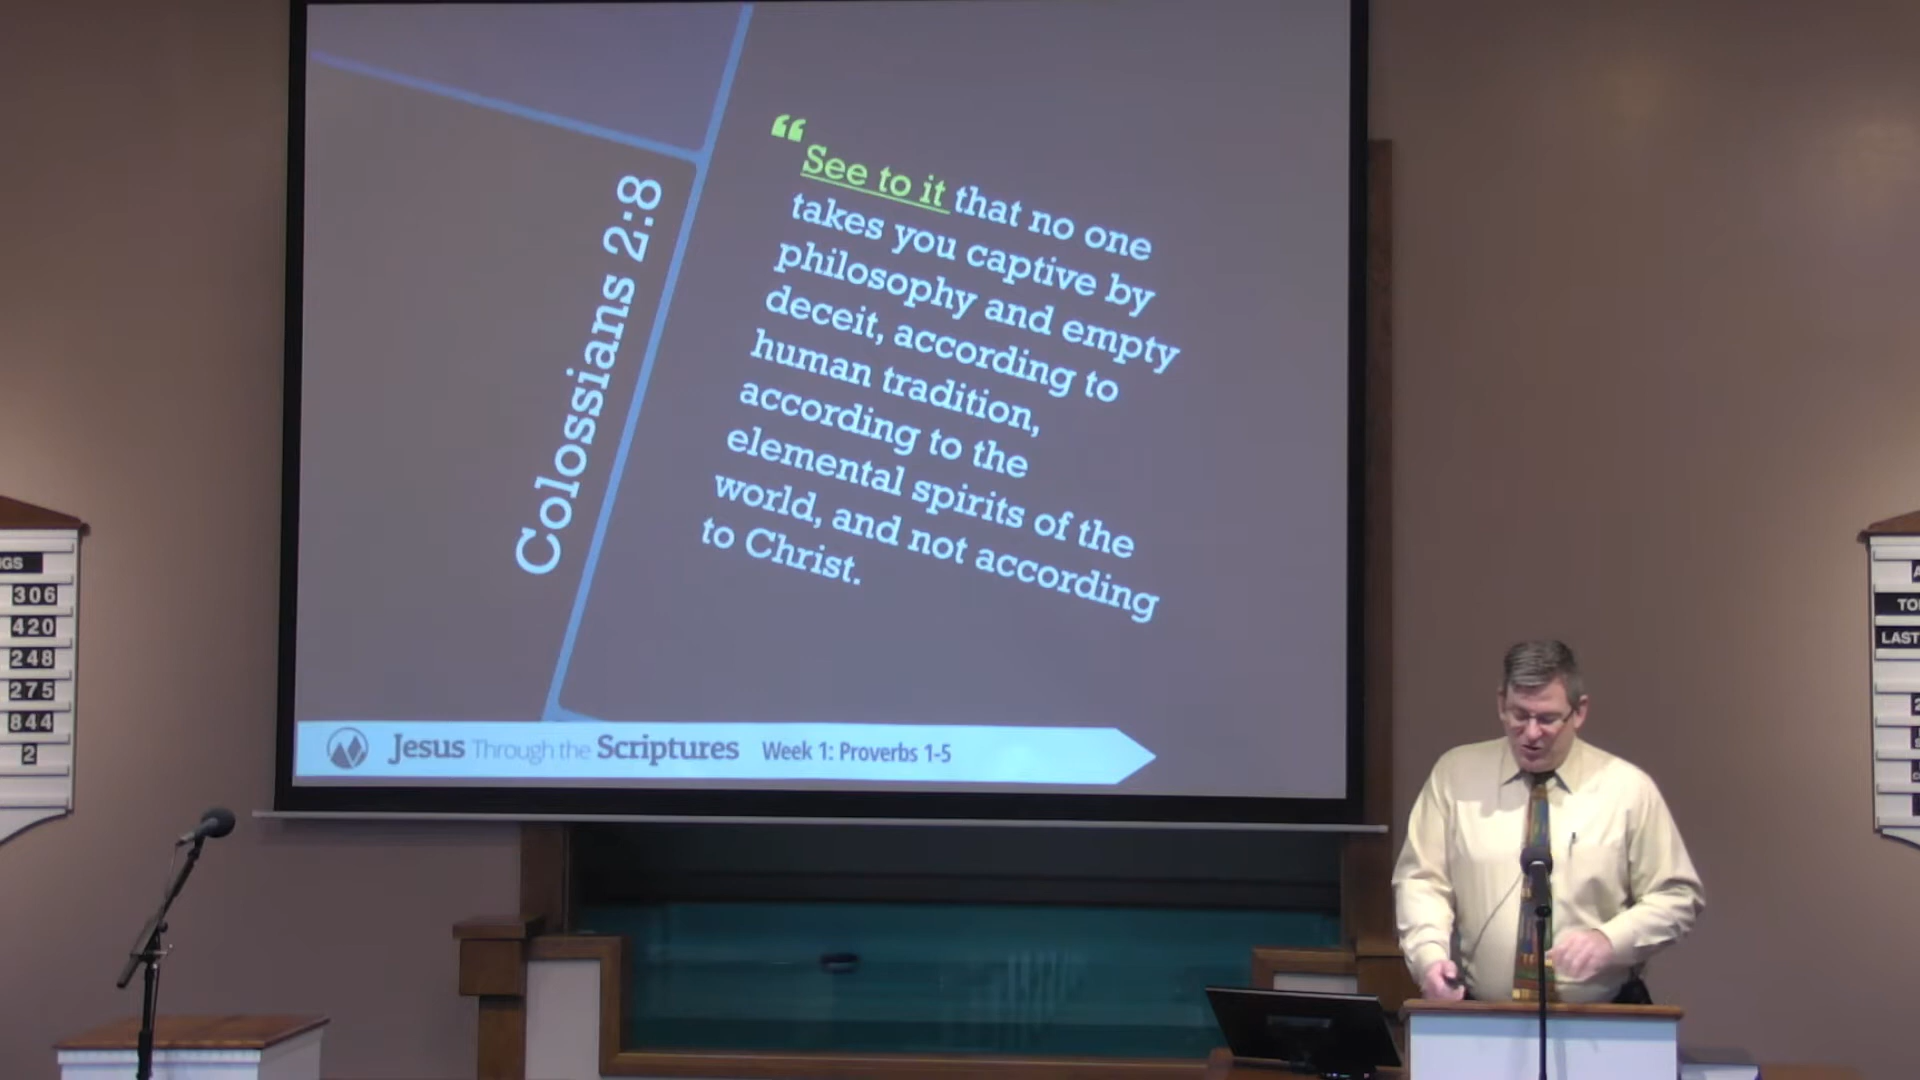 Colossians 2:8
“See to it that no one
takes you captive by
philosophy and empty
deceit, according to
human tradition,
according to the
elemental spirits of the
world, and not according
to Christ.
Jesus Through the Scriptures Week 1: Proverbs 1-5
GS
306
420
248
275
844
2
TO
LAST